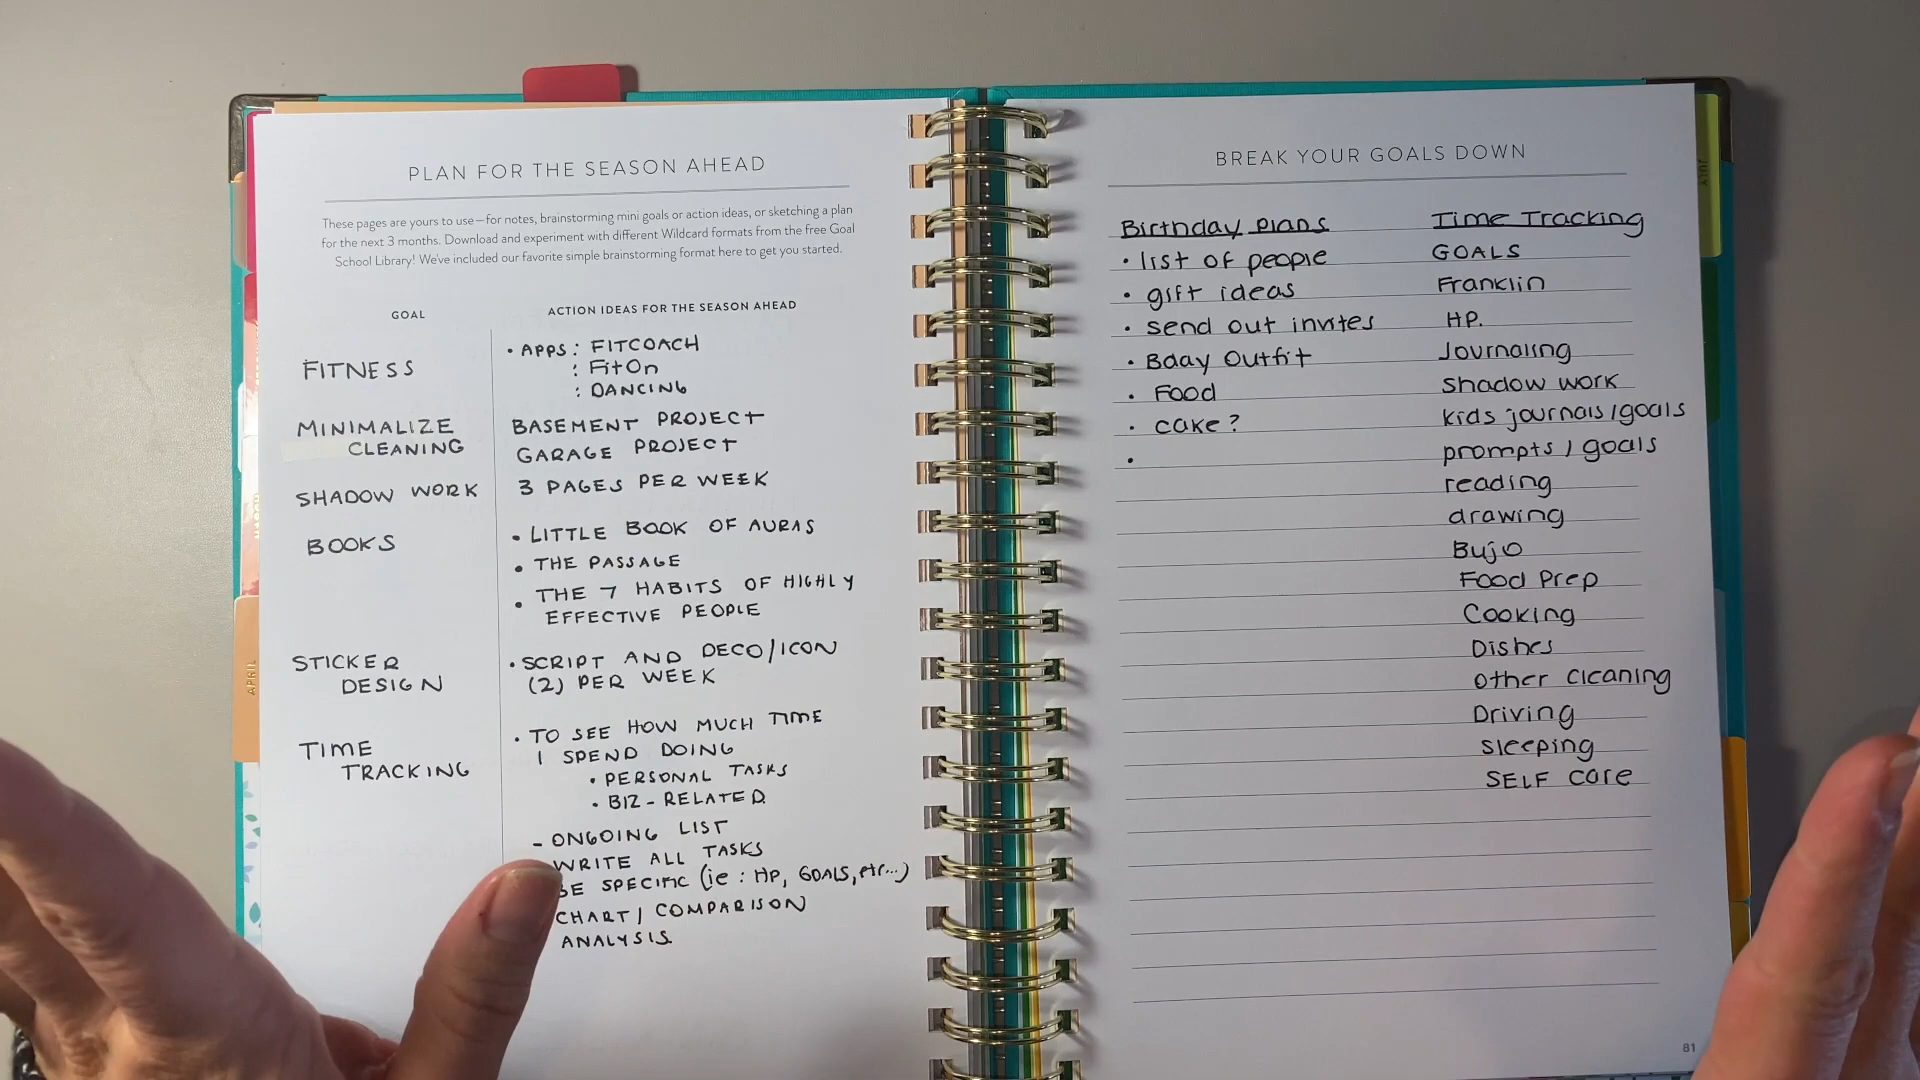 PLAN FOR THE SEASON AHEAD
These pages are yours to use—for notes, brainstorming mini goals or action ideas, or sketching a plan
for the next 3 months. Download and experiment with different Wildcard formats from the free Goal
School Library! We've included our favorite simple brainstorming format here to get you started.
GOAL
ACTION IDEAS FOR THE SEASON AHEAD
FITNESS
• APPS: FITCOACH
: FitOn
: DANCING
MINIMALIZE
CLEANING
BASEMENT PROJECT
GARAGE PROJECT
SHADOW WORK
3 PAGES PER WEEK
BOOKS
• LITTLE BOOK OF AURAS
• THE PASSAGE
• THE 7 HABITS OF HIGHLY
EFFECTIVE PEOPLE
STICKER
DESIGN
• SCRIPT AND DECO/ICON
(2) PER WEEK
TIME
TRACKING
• TO SEE HOW MUCH TIME
I SPEND DOING
• PERSONAL TASKS
• BIZ-RELATED
- ONGOING LIST
WRITE ALL TASKS
BE SPECIFIC (ie: HP, GOALS, etc...)
CHART/COMPARISON
ANALYSIS
BREAK YOUR GOALS DOWN
Birthday Plans
• list of people
• gift ideas
• send out invites
• Bday Outfit
• Food
• cake?
•
Time Tracking
GOALS
Franklin
HP.
Journaling
Shadow work
kids journals/goals
prompts/goals
reading
drawing
Bujo
Food Prep
Cooking
Dishes
other cleaning
Driving
sleeping
SELF care
81
JULY
APRIL